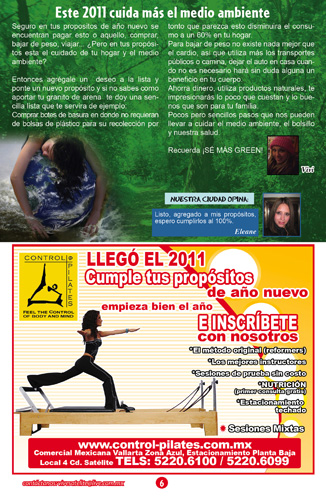 Este 2011 cuida más el medio ambiente
Seguro en tus propósitos de año nuevo se
encuentrán pagar esto o aquello, comprar,
bajar de peso, viajar... ¿Pero en tus propósi-
tos esta el cuidado de tu hogar y el medio
ambiente?
Entonces agrégale un deseo a la lista y
ponte un nuevo propósito y si no sabes como
aportar tu granito de arena te doy una sen-
cilla lista que te servira de ejemplo:
Comprar botes de basura en donde no requieran
de bolsas de plástico para su recolección por
tonto que parezca esto disminuira el consu-
mo a un 60% en tu hogar.
Para bajar de peso no existe nada mejor que
el cardio, así que utiliza más los transportes
públicos o camina, dejar el auto en casa cuan-
do no es necesario hará sin duda alguna un
benefício en tu cuerpo.
Ahorra dinero, utiliza productos naturales, te
impresionarás lo poco que cuestan y lo bue-
nos que son para tu familia.
Pocos pero sencillos pasos que nos pueden
llevar a cuidar el medio ambiente, el bolsillo
y nuestra salud.
Recuerda ¡SÉ MÁS GREEN!
Vivi
NUESTRA CIUDAD OPINA:
Listo, agregado a mis propósitos,
espero cumplirlos al 100%.
Eleane
CONTROL
PILATES
FEEL THE CONTROL
OF BODY AND MIND
LLEGÓ EL 2011
Cumple tus propósitos
de año nuevo
empieza bien el año
E INSCRÍBETE
con nosotros
*El método original (reformers)
*Los mejores instructores
*Sesiones de prueba sin costo
*NUTRICIÓN
(primer consulta gratis)
*Estacionamiento
techado
* Sesiones Mixtas
www.control-pilates.com.mx
Comercial Mexicana Vallarta Zona Azul, Estacionamiento Planta Baja
Local 4 Cd. Satélite TELS: 5220.6100 / 5220.6099
contáctanos: vivesatelite@live.com.mx
6